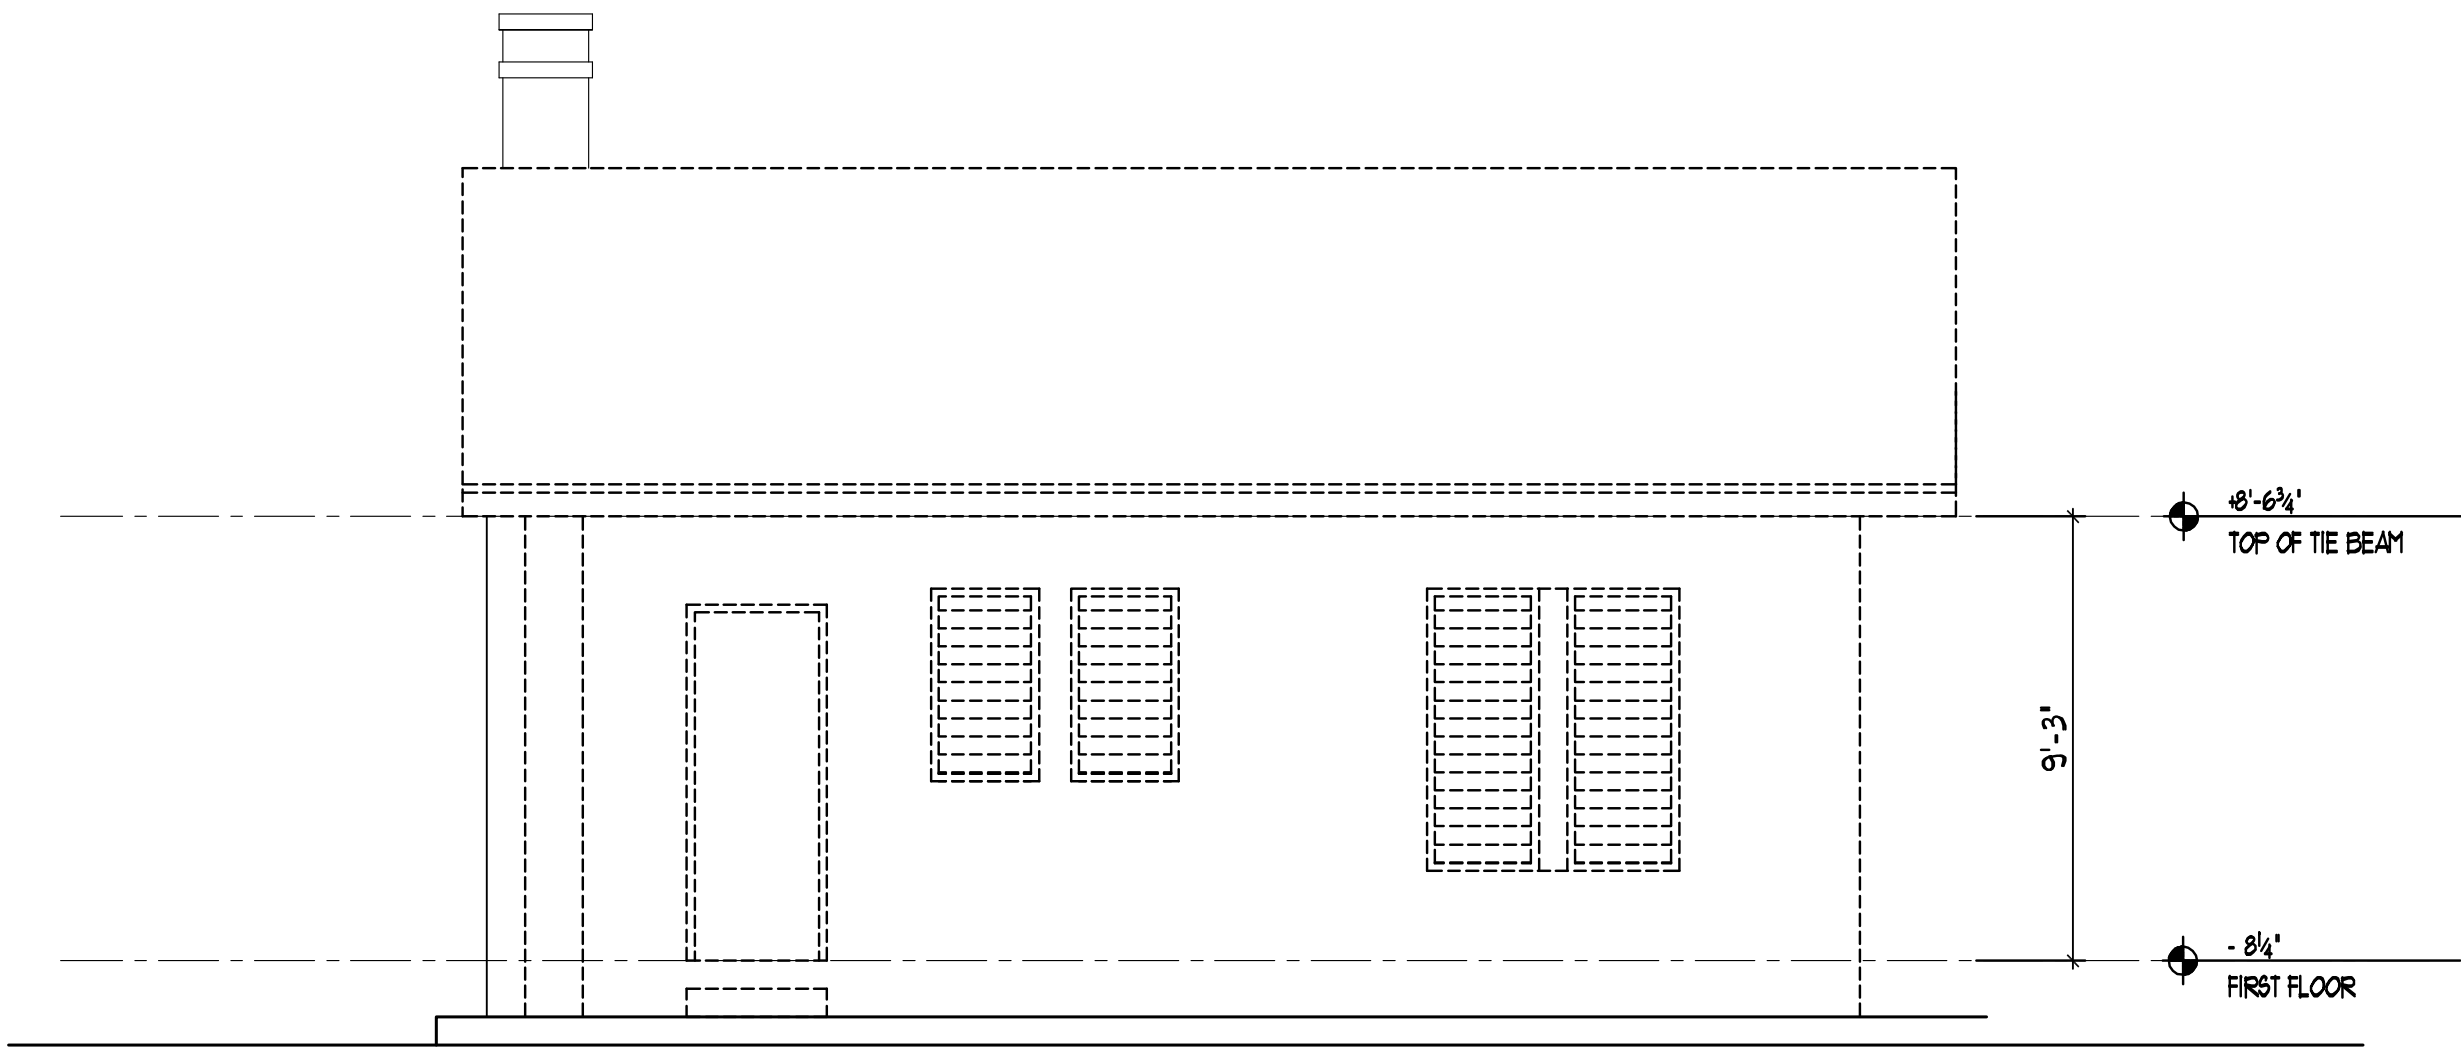 +8'-6¾"
TOP OF TIE BEAM
9'-3"
- 8¼"
FIRST FLOOR